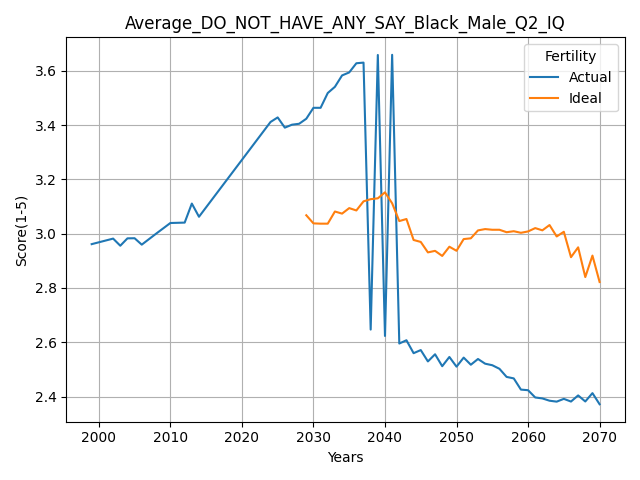 Average_DO_NOT_HAVE_ANY_SAY_Black_Male_Q2_IQ
Fertility
Actual
Ideal
3.6
3.4
3.2
3.0
2.8
2.6
2.4
Score(1-5)
2000 2010 2020 2030 2040 2050 2060 2070
Years